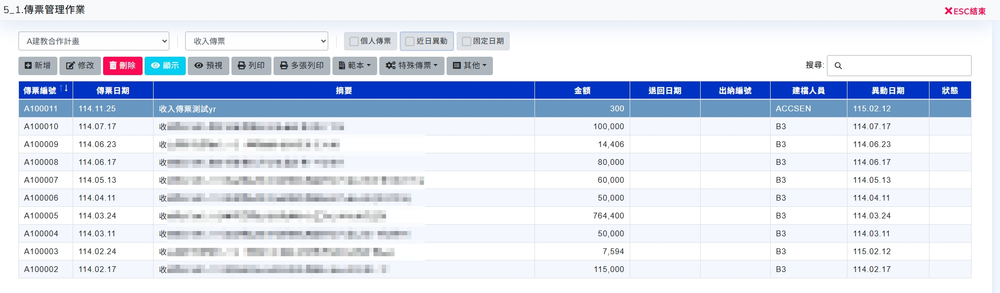 5_1.傳票管理作業 ESC結束
A建教合作計畫 收入傳票 個人傳票 近日異動 固定日期
新增 修改 刪除 顯示 預視 列印 多張列印 範本 特殊傳票 其他 搜尋:
傳票編號 傳票日期 摘要 金額 退回日期 出納編號 建檔人員 異動日期 狀態
A100011 114.11.25 收入傳票測試yr 300 ACCSEN 115.02.12
A100010 114.07.17 收 100,000 B3 114.07.17
A100009 114.06.23 收 14,406 B3 114.06.23
A100008 114.06.17 收 80,000 B3 114.06.17
A100007 114.05.13 收 60,000 B3 114.05.13
A100006 114.04.11 收 50,000 B3 114.04.11
A100005 114.03.24 收 764,400 B3 114.03.24
A100004 114.03.11 收 50,000 B3 114.03.11
A100003 114.02.24 收 7,594 B3 115.02.12
A100002 114.02.17 收 115,000 B3 114.02.17